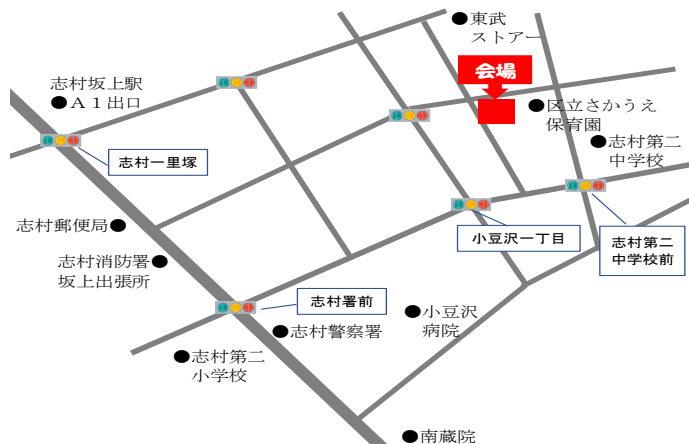 ●東武
ストアー
会場
志村坂上駅
●A1出口
●区立さかうえ
保育園
●志村第二
中学校
志村一里塚
志村郵便局●
小豆沢一丁目
志村第二
中学校前
志村消防署●
坂上出張所
志村署前
●小豆沢
病院
●志村警察署
●志村第二
小学校
●南蔵院